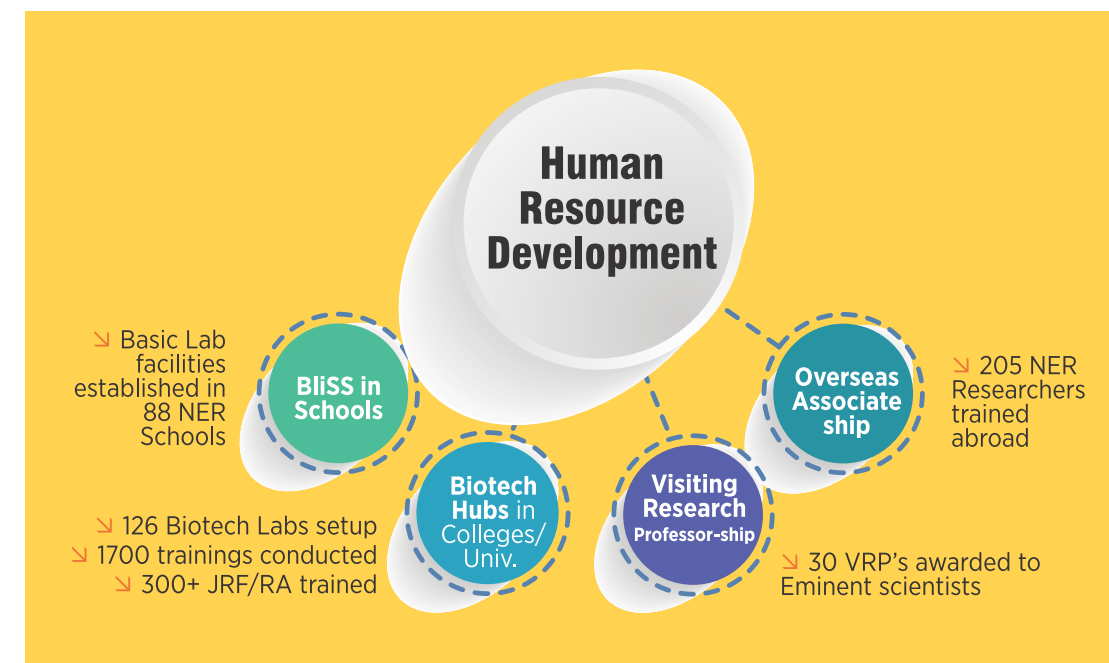 Human
Resource
Development
↘ Basic Lab
facilities
established in
88 NER
Schools
BliSS in
Schools
↘ 126 Biotech Labs setup
↘ 1700 trainings conducted
↘ 300+ JRF/RA trained
Biotech
Hubs in
Colleges/
Univ.
Visiting
Research
Professor-ship
↘ 30 VRP's awarded to
Eminent scientists
Overseas
Associate
ship
↘ 205 NER
Researchers
trained
abroad